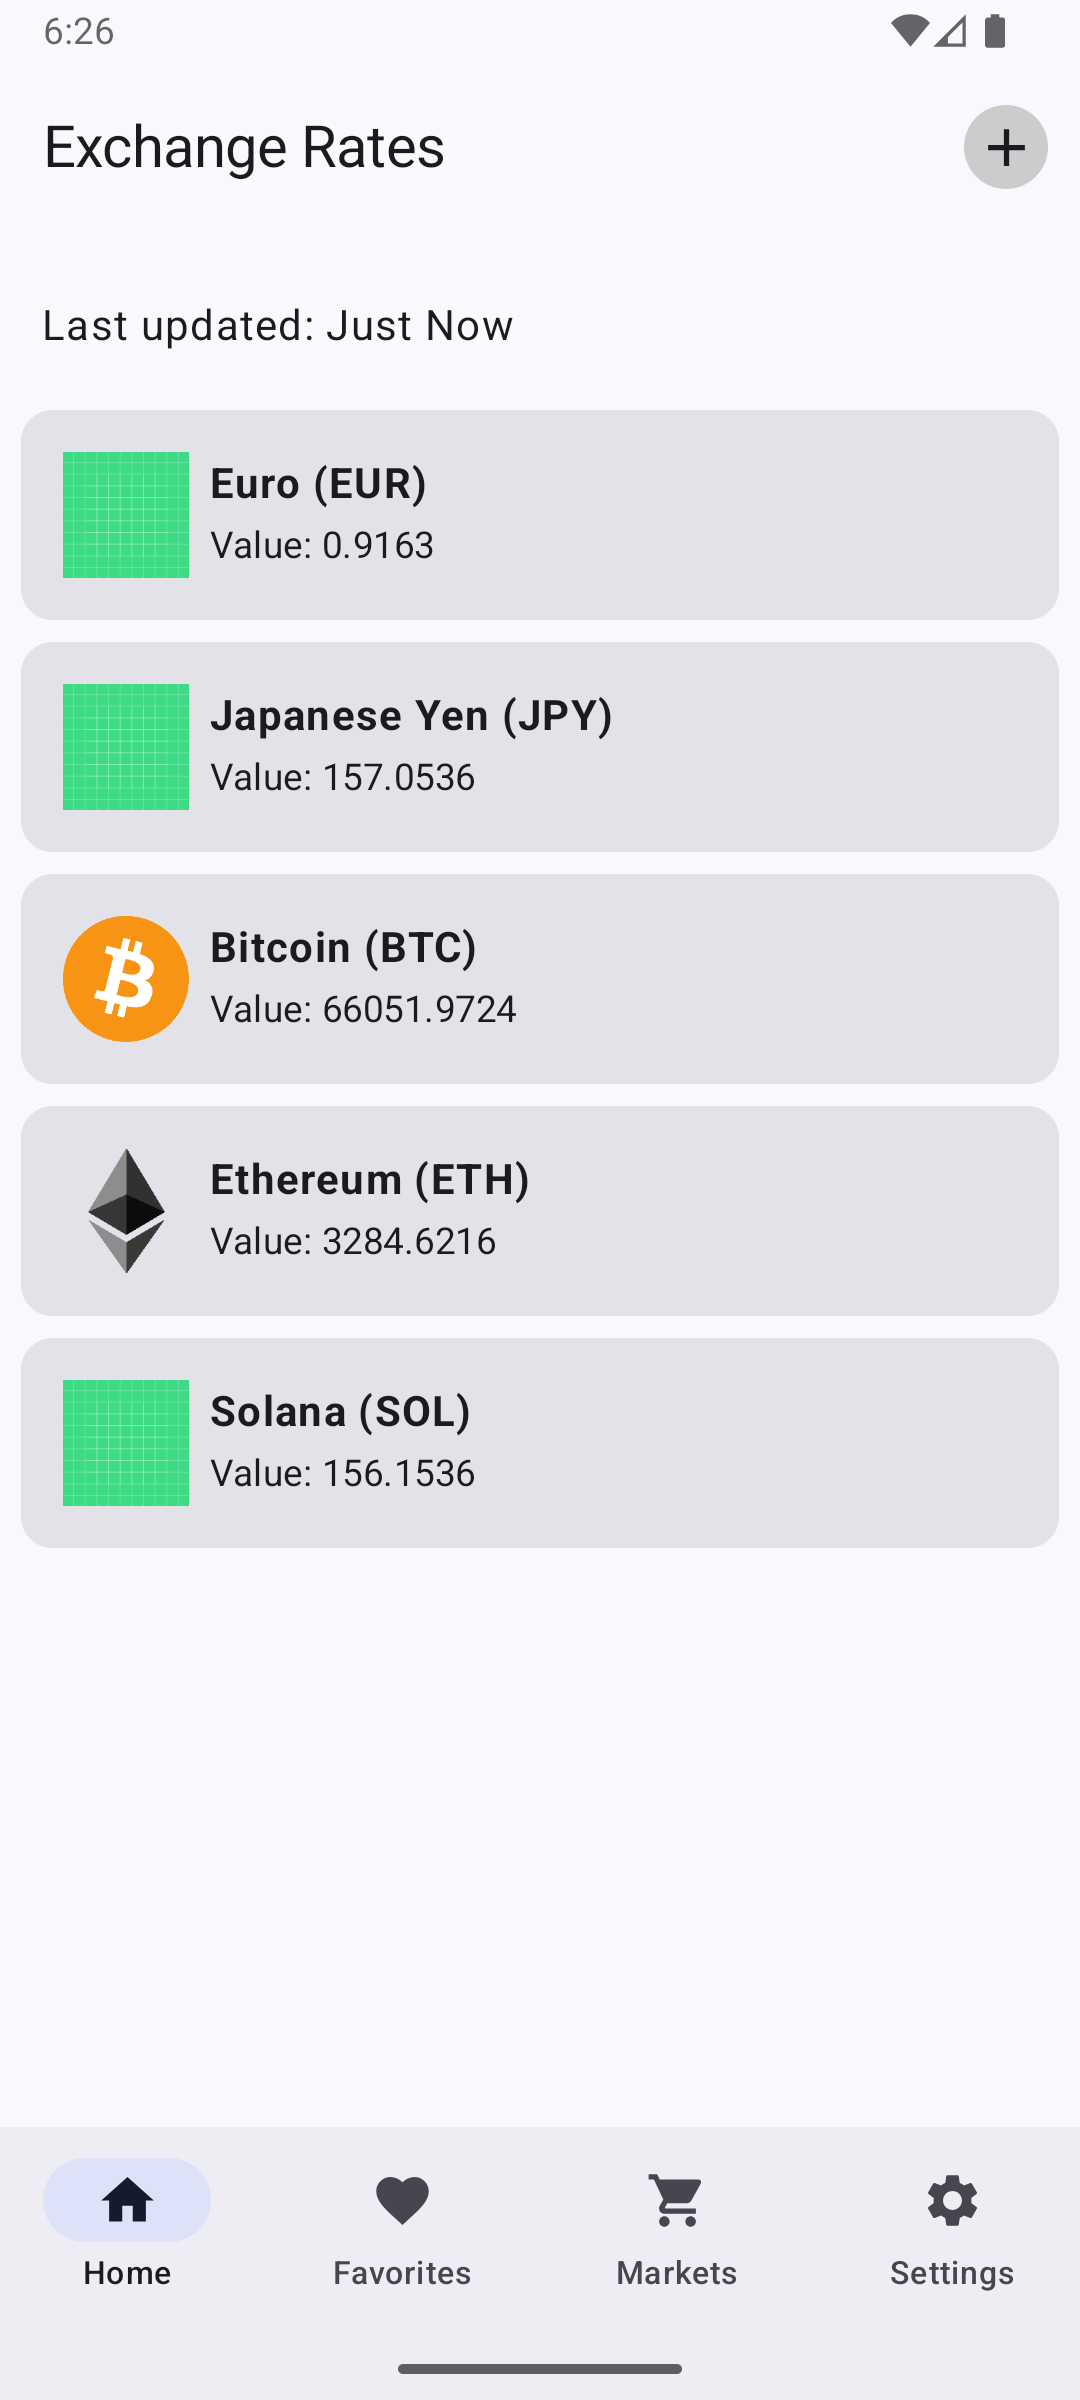 6:26
Exchange Rates
Last updated: Just Now
Euro (EUR)
Value: 0.9163
Japanese Yen (JPY)
Value: 157.0536
Bitcoin (BTC)
Value: 66051.9724
Ethereum (ETH)
Value: 3284.6216
Solana (SOL)
Value: 156.1536
Home
Favorites
Markets
Settings